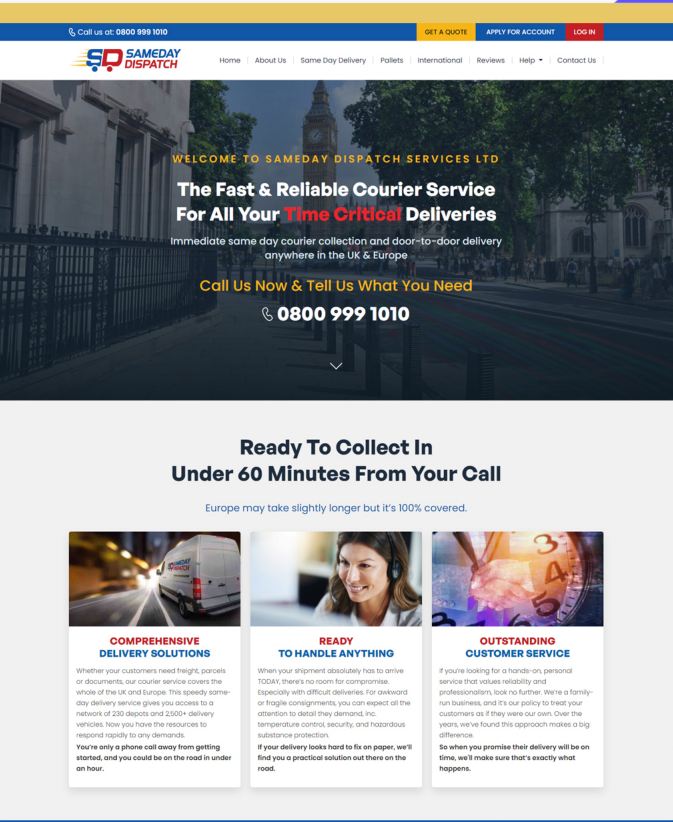 Call us at: 0800 999 1010
GET A QUOTE
APPLY FOR ACCOUNT
LOG IN
SD SAMEDAY
DISPATCH
Home
About Us
Same Day Delivery
Pallets
International
Reviews
Help
Contact Us
WELCOME TO SAMEDAY DISPATCH SERVICES LTD
The Fast & Reliable Courier Service
For All Your Time Critical Deliveries
Immediate same day courier collection and door-to-door delivery
anywhere in the UK & Europe
Call Us Now & Tell Us What You Need
0800 999 1010
Ready To Collect In
Under 60 Minutes From Your Call
Europe may take slightly longer but it's 100% covered.
SD SAMEDAY
DISPATCH
COMPREHENSIVE
DELIVERY SOLUTIONS
Whether your customers need freight, parcels
or documents, our courier service covers the
whole of the UK and Europe. This speedy same-
day delivery service gives you access to a
network of 230 depots and 2,500+ delivery
vehicles. Now you have the resources to
respond rapidly to any demands.
You're only a phone call away from getting
started, and you could be on the road in under
an hour.
READY
TO HANDLE ANYTHING
When your shipment absolutely has to arrive
TODAY, there's no room for compromise.
Especially with difficult deliveries. For awkward
or fragile consignments, you can expect all the
attention to detail they demand, inc.
temperature control, security, and hazardous
substance protection.
If your delivery looks hard to fix on paper, we'll
find you a practical solution out there on the
road.
3
4
5
6
OUTSTANDING
CUSTOMER SERVICE
if you're looking for a hands-on, personal
service that values reliability and
professionalism, look no further. We're a family-
run business, and it's our policy to treat your
customers as if they were our own. Over the
years, we've found this approach makes a big
difference.
So when you promise their delivery will be on
time, we'll make sure that's exactly what
happens.